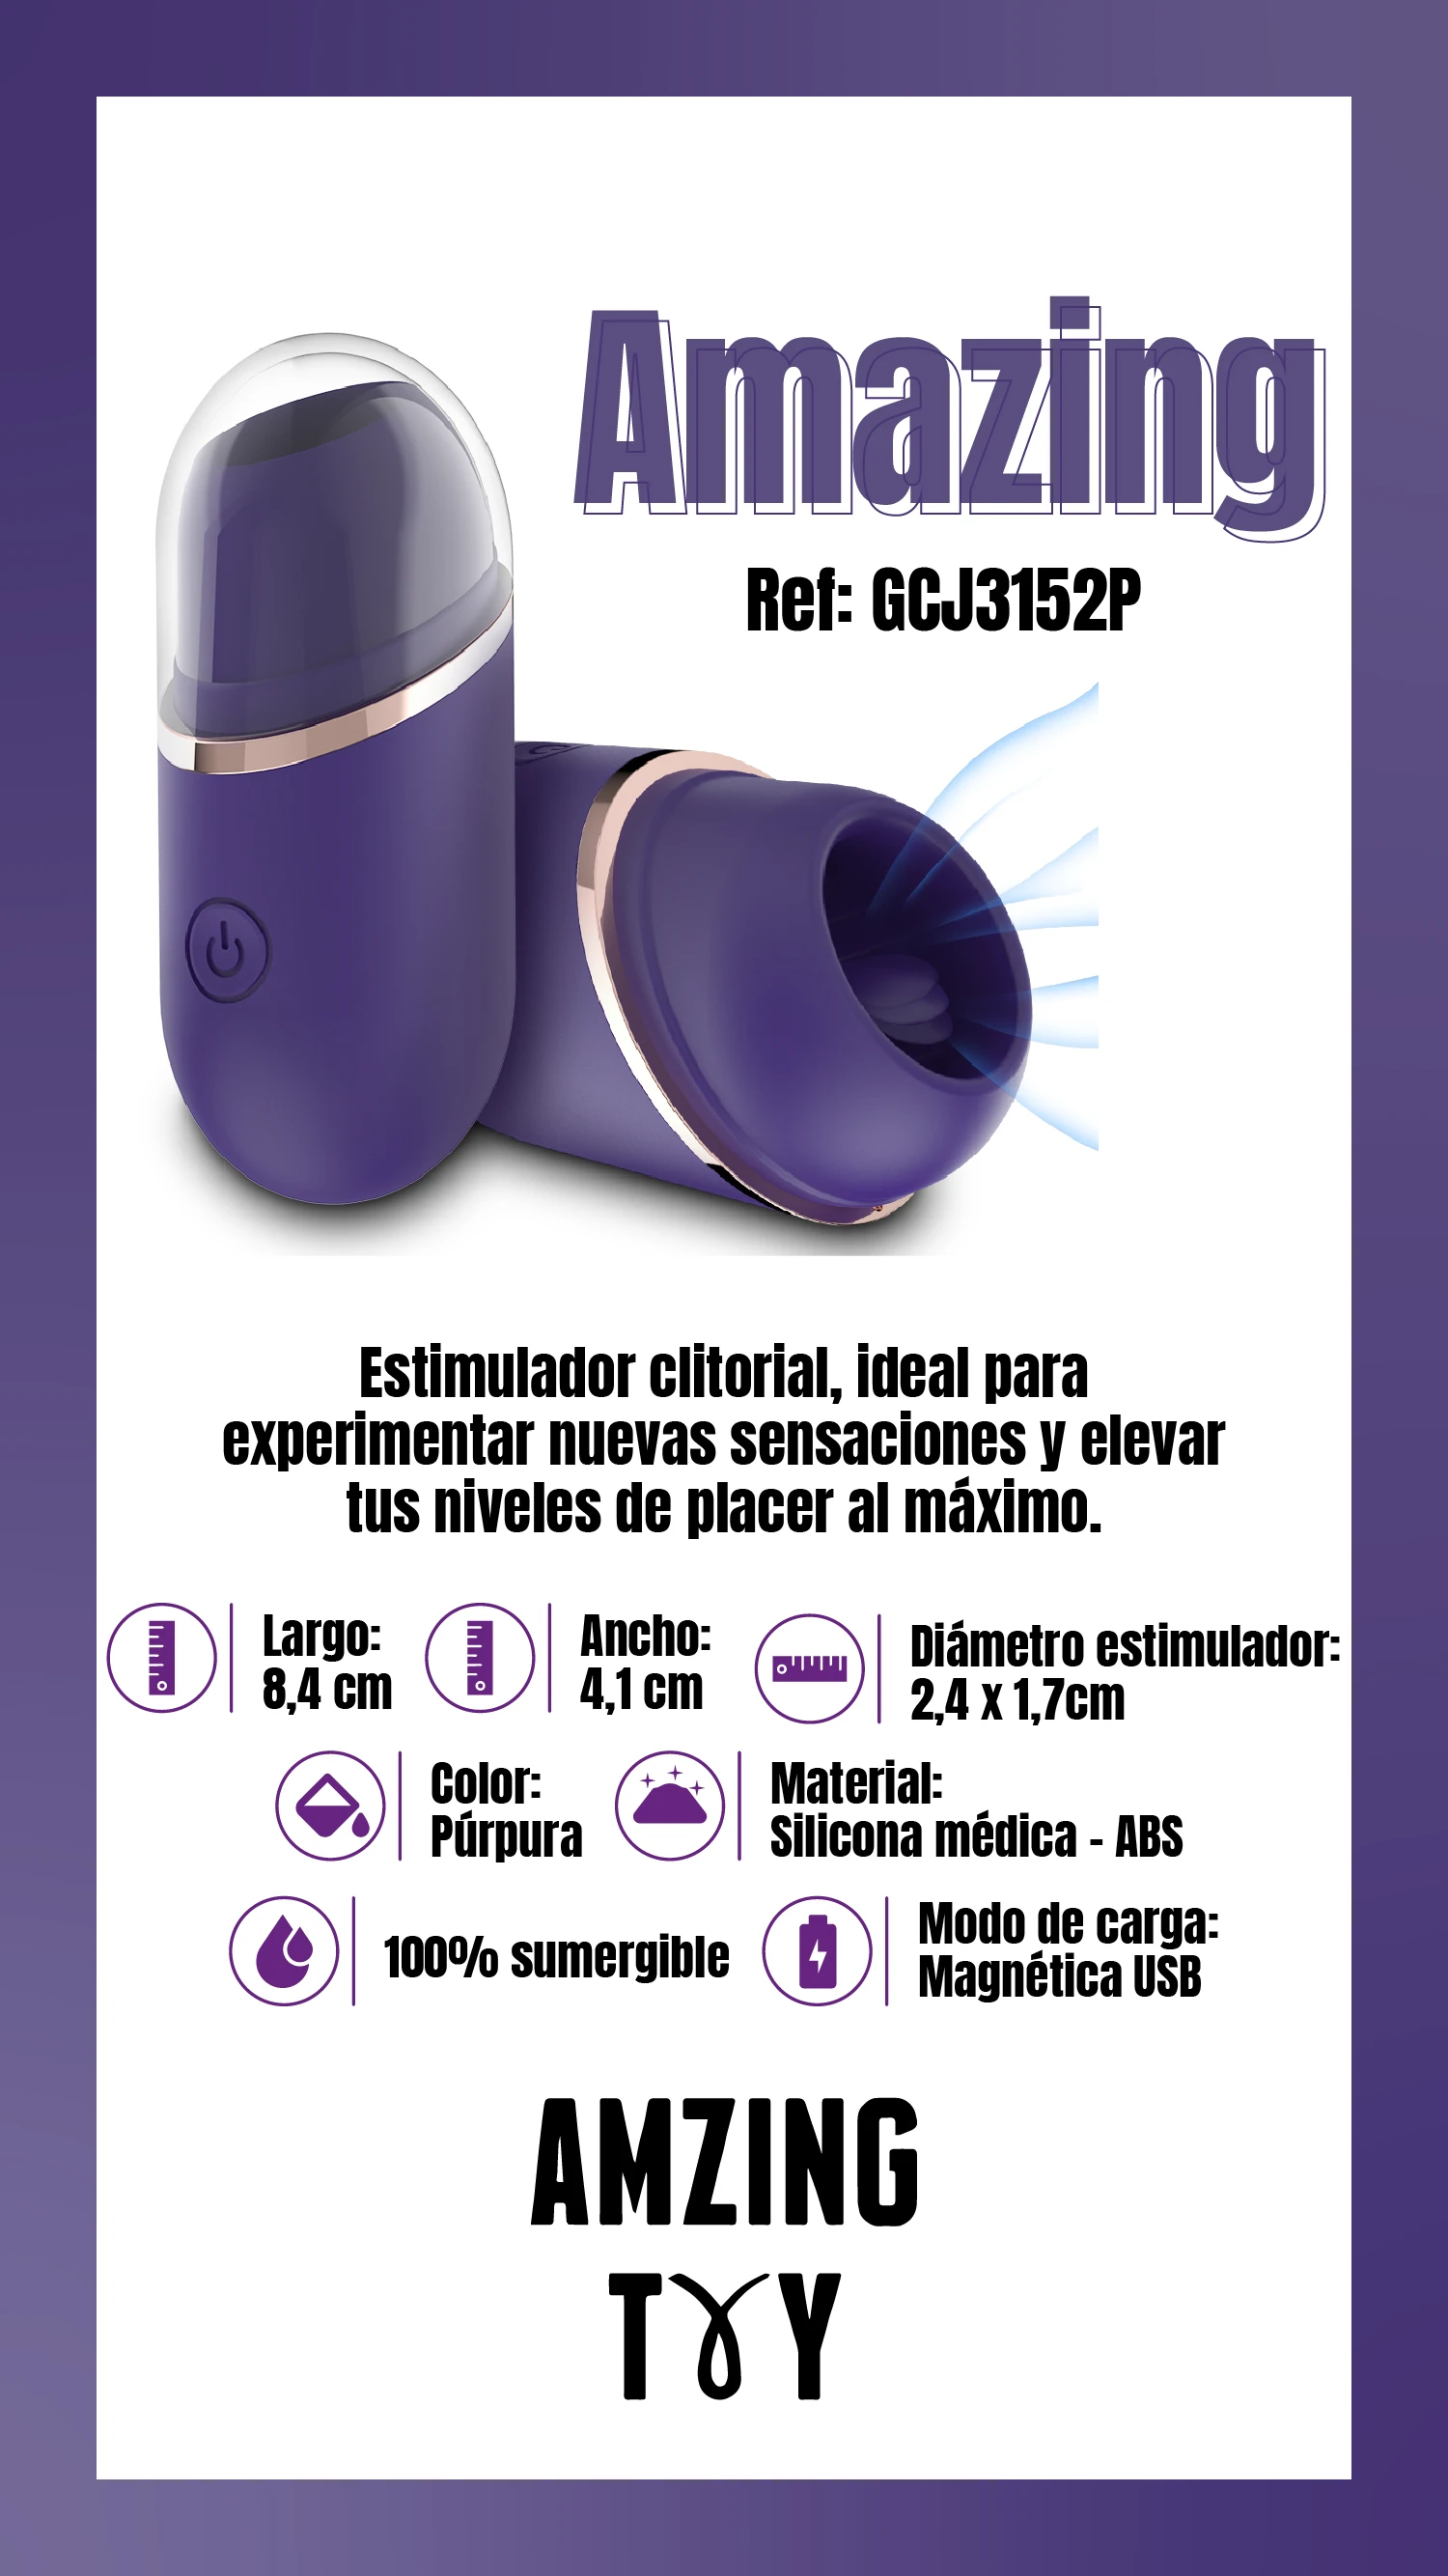 Amazing
Ref: GCJ3152P
Estimulador clitorial, ideal para
experimentar nuevas sensaciones y elevar
tus niveles de placer al máximo.
Largo:
8,4 cm
Ancho:
4,1 cm
Diámetro estimulador:
2,4 x 1,7cm
Color:
Púrpura
Material:
Silicona médica - ABS
100% sumergible
Modo de carga:
Magnética USB
AMZING
TOY